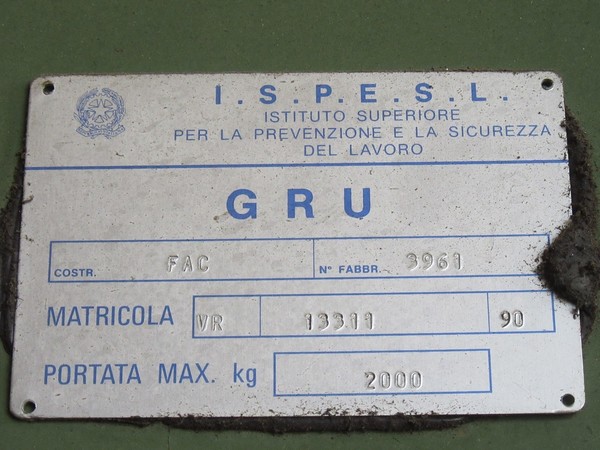 I.S.P.E.S.L.
ISTITUTO SUPERIORE
PER LA PREVENZIONE E LA SICUREZZA
DEL LAVORO
GRU
COSTR. FAC N° FABBR. 3961
MATRICOLA VR 13311 90
PORTATA MAX. kg 2000